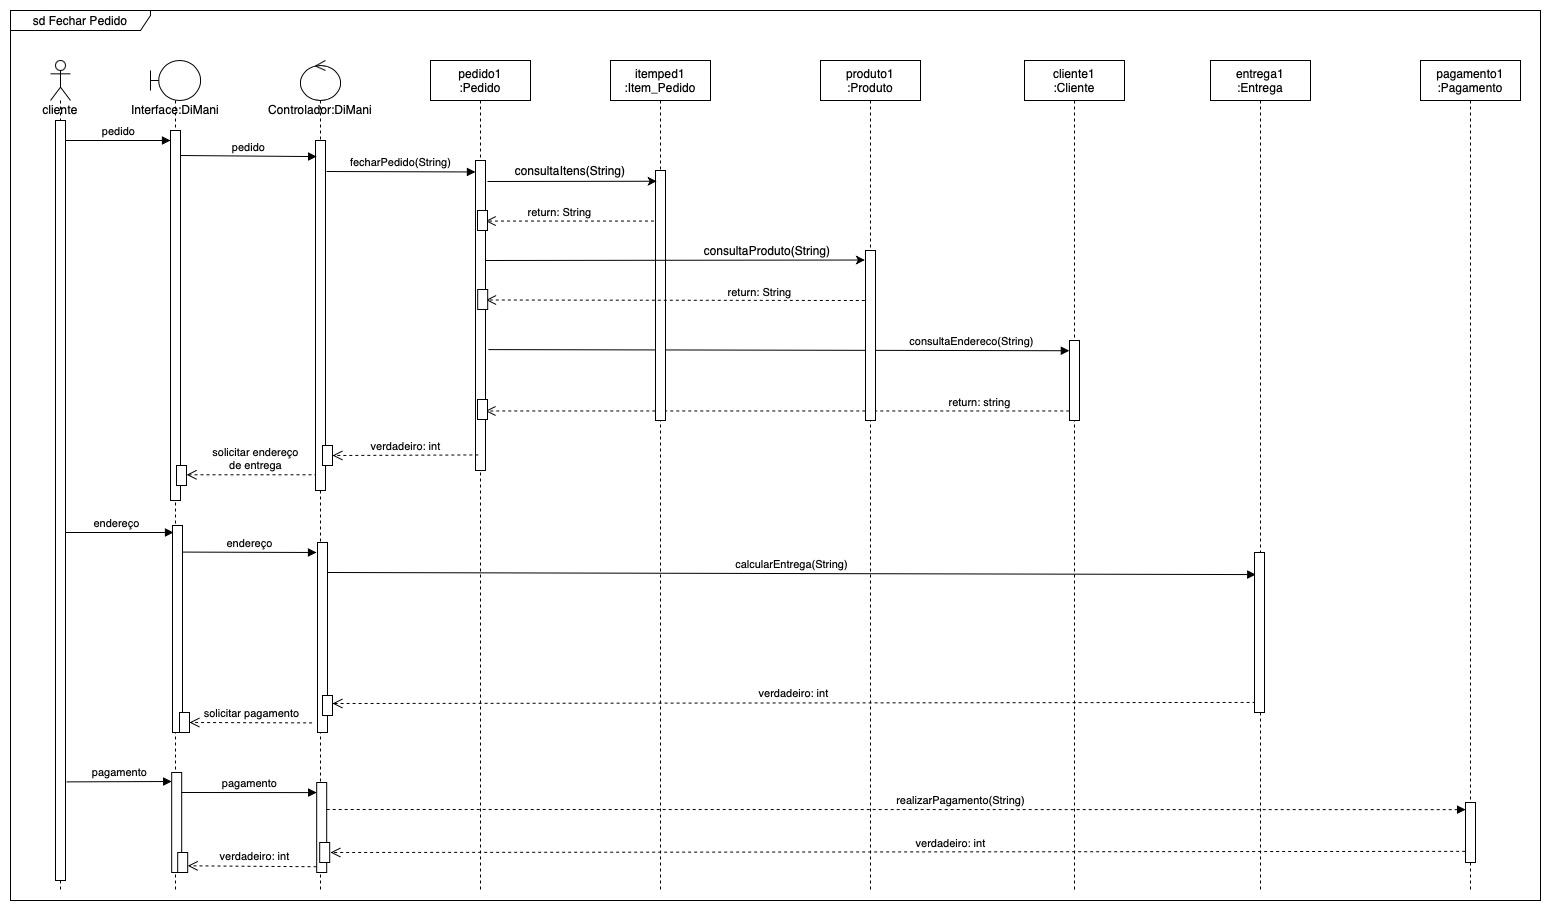 sd Fechar Pedido
cliente
Interface:DiMani
Controlador:DiMani
pedido1
:Pedido
itemped1
:Item_Pedido
produto1
:Produto
cliente1
:Cliente
entrega1
:Entrega
pagamento1
:Pagamento
pedido
pedido
fecharPedido(String)
consultaItens(String)
return: String
consultaProduto(String)
return: String
consultaEndereco(String)
return: string
verdadeiro: int
solicitar endereço
de entrega
endereço
endereço
calcularEntrega(String)
verdadeiro: int
solicitar pagamento
pagamento
pagamento
realizarPagamento(String)
verdadeiro: int
verdadeiro: int